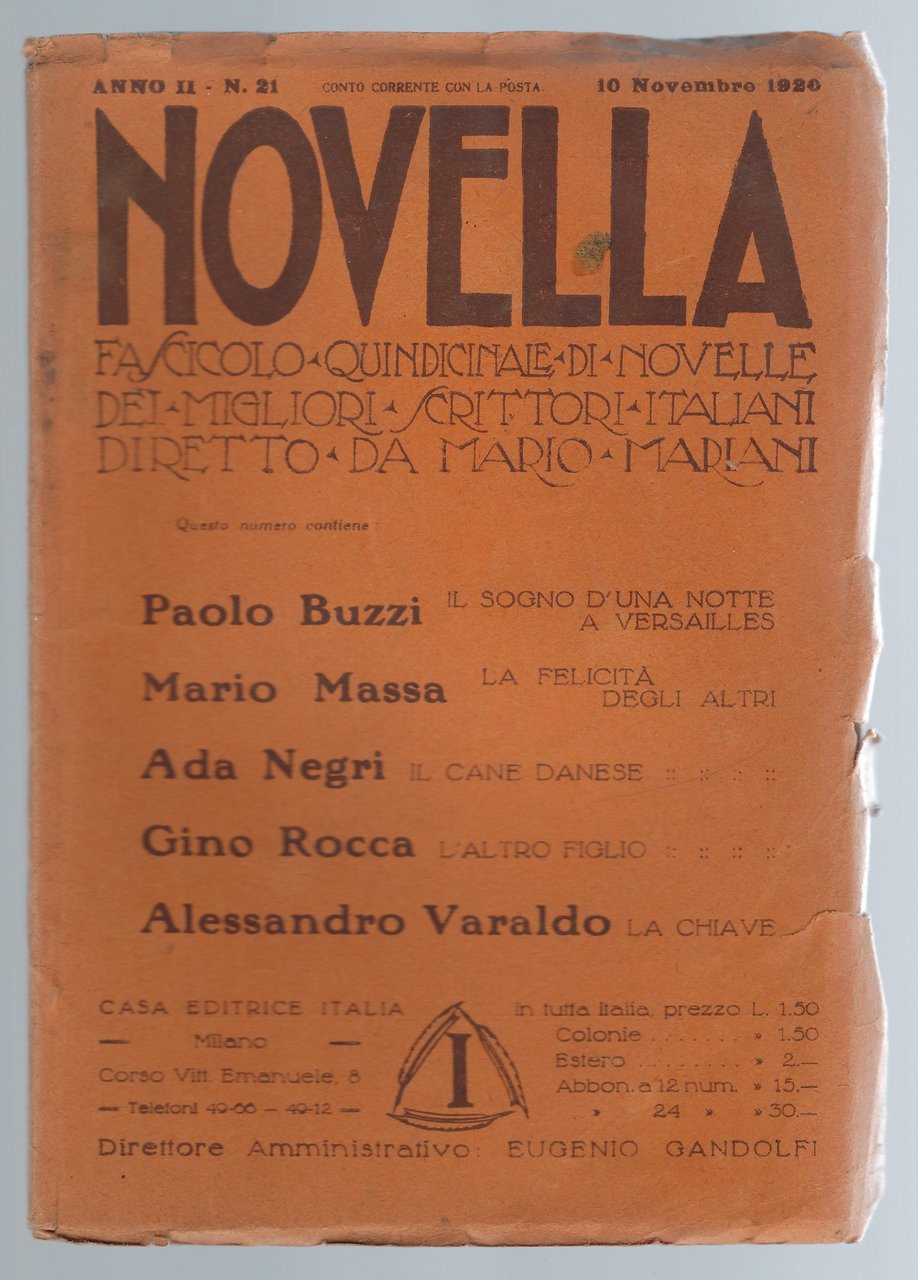 ANNO II - N. 21 CONTO CORRENTE CON LA POSTA. 10 Novembre 1920
NOVELLA
FASCICOLO QUINDICINALE DI NOVELLE
DEI MIGLIORI SCRITTORI ITALIANI
DIRETTO DA MARIO MARIANI
Questo numero contiene:
Paolo Buzzi IL SOGNO D'UNA NOTTE
A VERSAILLES
Mario Massa LA FELICITÀ
DEGLI ALTRI
Ada Negri IL CANE DANESE :: :: :: ::
Gino Rocca L'ALTRO FIGLIO :: :: :: ::
Alessandro Varaldo LA CHIAVE
CASA EDITRICE ITALIA
— Milano —
Corso Vitt. Emanuele, 8
— Telefoni 49-66 — 49-12 —
I
In tutta Italia, prezzo L. 1.50
Colonie . . . . . . . » 1.50
Estero . . . . . . . . » 2.—
Abbon. a 12 num. » 15.—
» 24 » » 30.—
Direttore Amministrativo: EUGENIO GANDOLFI